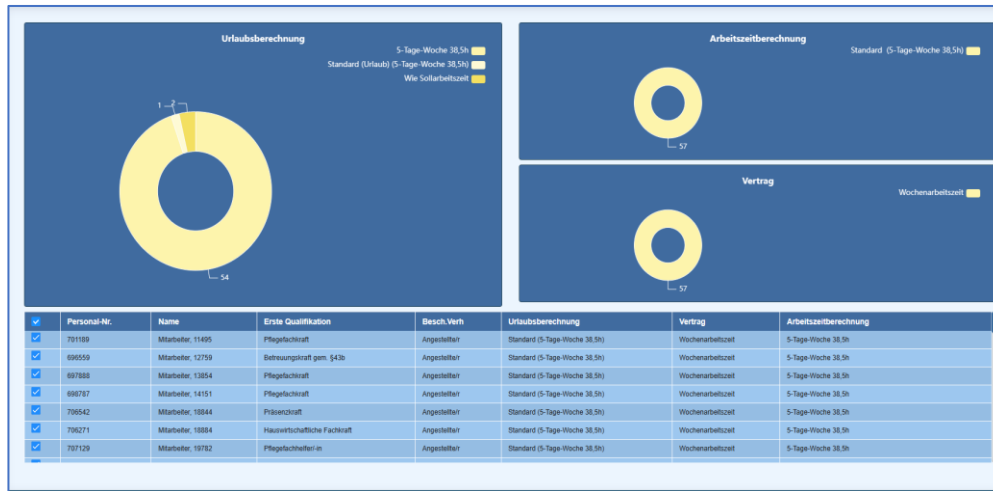 Urlaubsberechnung
5-Tage-Woche 38,5h
Standard (Urlaub) (5-Tage-Woche 38,5h)
Wie Sollarbeitszeit
1 2
54
Arbeitszeitberechnung
Standard (5-Tage-Woche 38,5h)
57
Vertrag
Wochenarbeitszeit
57
Personal-Nr. Name Erste Qualifikation Besch.Verh Urlaubsberechnung Vertrag Arbeitszeitberechnung
701189 Mitarbeiter, 11495 Pflegefachkraft Angestellte/r Standard (5-Tage-Woche 38,5h) Wochenarbeitszeit 5-Tage-Woche 38,5h
696559 Mitarbeiter, 12759 Betreuungskraft gem. §43b Angestellte/r Standard (5-Tage-Woche 38,5h) Wochenarbeitszeit 5-Tage-Woche 38,5h
697888 Mitarbeiter, 13854 Pflegefachkraft Angestellte/r Standard (5-Tage-Woche 38,5h) Wochenarbeitszeit 5-Tage-Woche 38,5h
698787 Mitarbeiter, 14151 Pflegefachkraft Angestellte/r Standard (5-Tage-Woche 38,5h) Wochenarbeitszeit 5-Tage-Woche 38,5h
706542 Mitarbeiter, 18844 Präsenzkraft Angestellte/r Standard (5-Tage-Woche 38,5h) Wochenarbeitszeit 5-Tage-Woche 38,5h
706271 Mitarbeiter, 18884 Hauswirtschaftliche Fachkraft Angestellte/r Standard (5-Tage-Woche 38,5h) Wochenarbeitszeit 5-Tage-Woche 38,5h
707129 Mitarbeiter, 19782 Pflegefachhelfer/-in Angestellte/r Standard (5-Tage-Woche 38,5h) Wochenarbeitszeit 5-Tage-Woche 38,5h